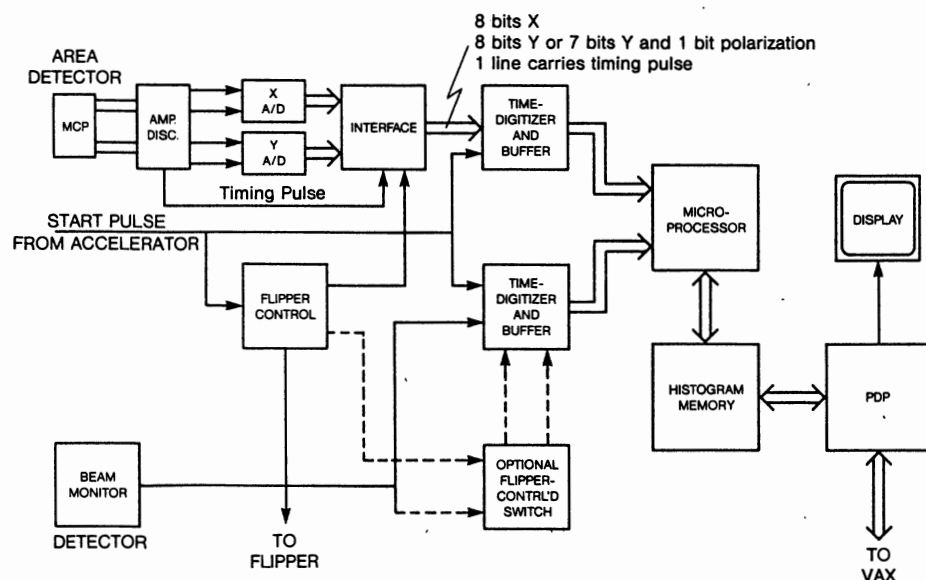 8 bits X
8 bits Y or 7 bits Y and 1 bit polarization
1 line carries timing pulse
AREA
DETECTOR
MCP
AMP.
DISC.
X
A/D
Y
A/D
INTERFACE
TIME-
DIGITIZER
AND
BUFFER
Timing Pulse
START PULSE
FROM ACCELERATOR
MICRO-
PROCESSOR
DISPLAY
FLIPPER
CONTROL
TIME-
DIGITIZER
AND
BUFFER
HISTOGRAM
MEMORY
PDP
BEAM
MONITOR
DETECTOR
OPTIONAL
FLIPPER-
CONTRL'D
SWITCH
TO
FLIPPER
TO
VAX